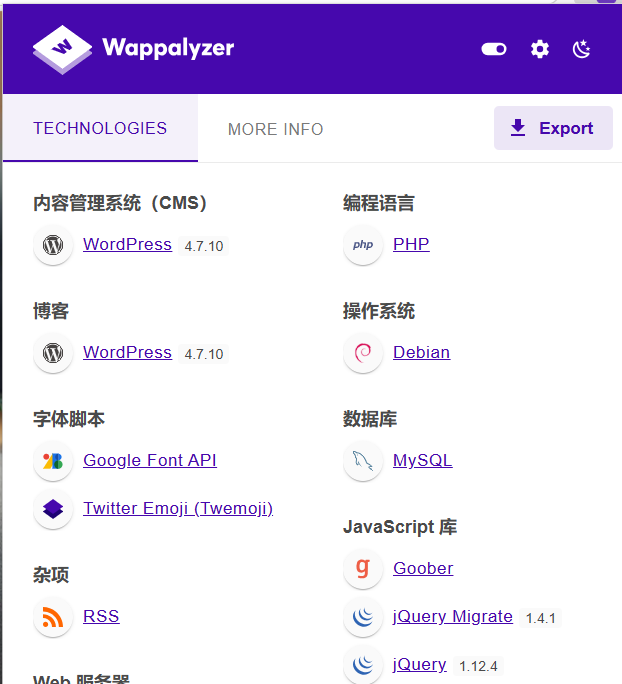 Wappalyzer
TECHNOLOGIES
MORE INFO
Export
内容管理系统（CMS）
WordPress 4.7.10
博客
WordPress 4.7.10
字体脚本
Google Font API
Twitter Emoji (Twemoji)
杂项
RSS
Web 服务器
编程语言
php PHP
操作系统
Debian
数据库
MySQL
JavaScript 库
Goober
jQuery Migrate 1.4.1
jQuery 1.12.4